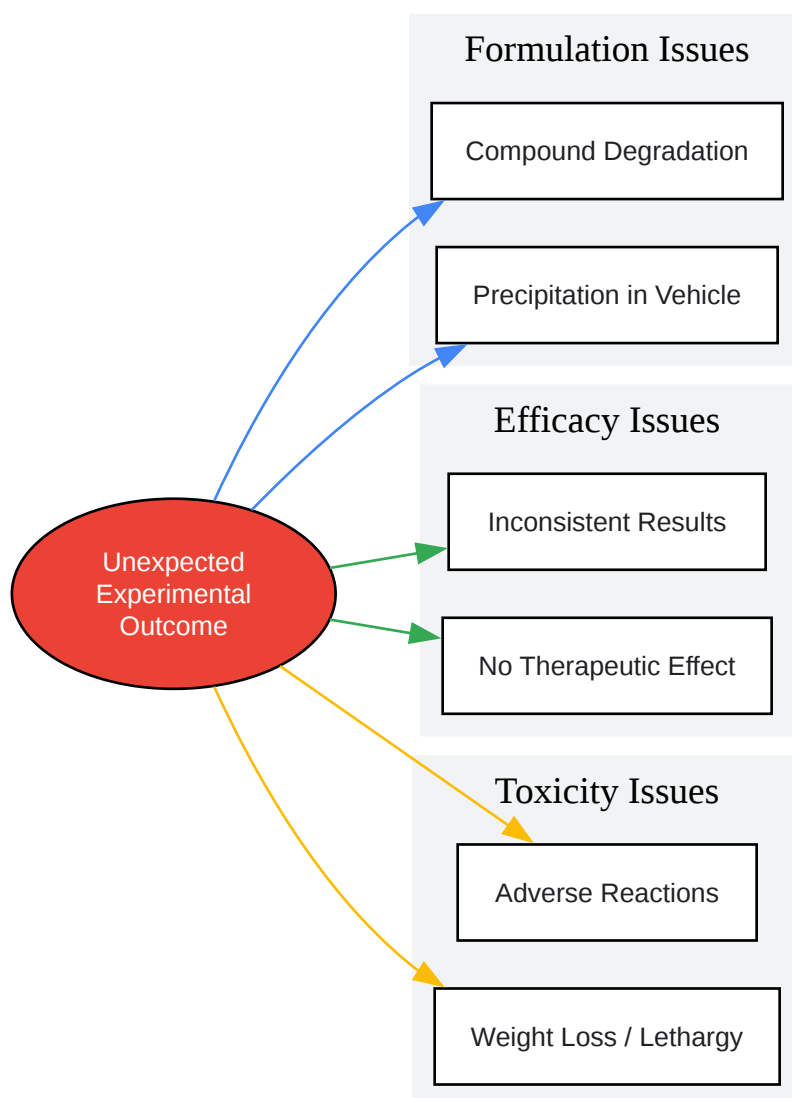 Formulation Issues
Compound Degradation
Precipitation in Vehicle
Efficacy Issues
Inconsistent Results
Unexpected
Experimental
Outcome
No Therapeutic Effect
Toxicity Issues
Adverse Reactions
Weight Loss / Lethargy